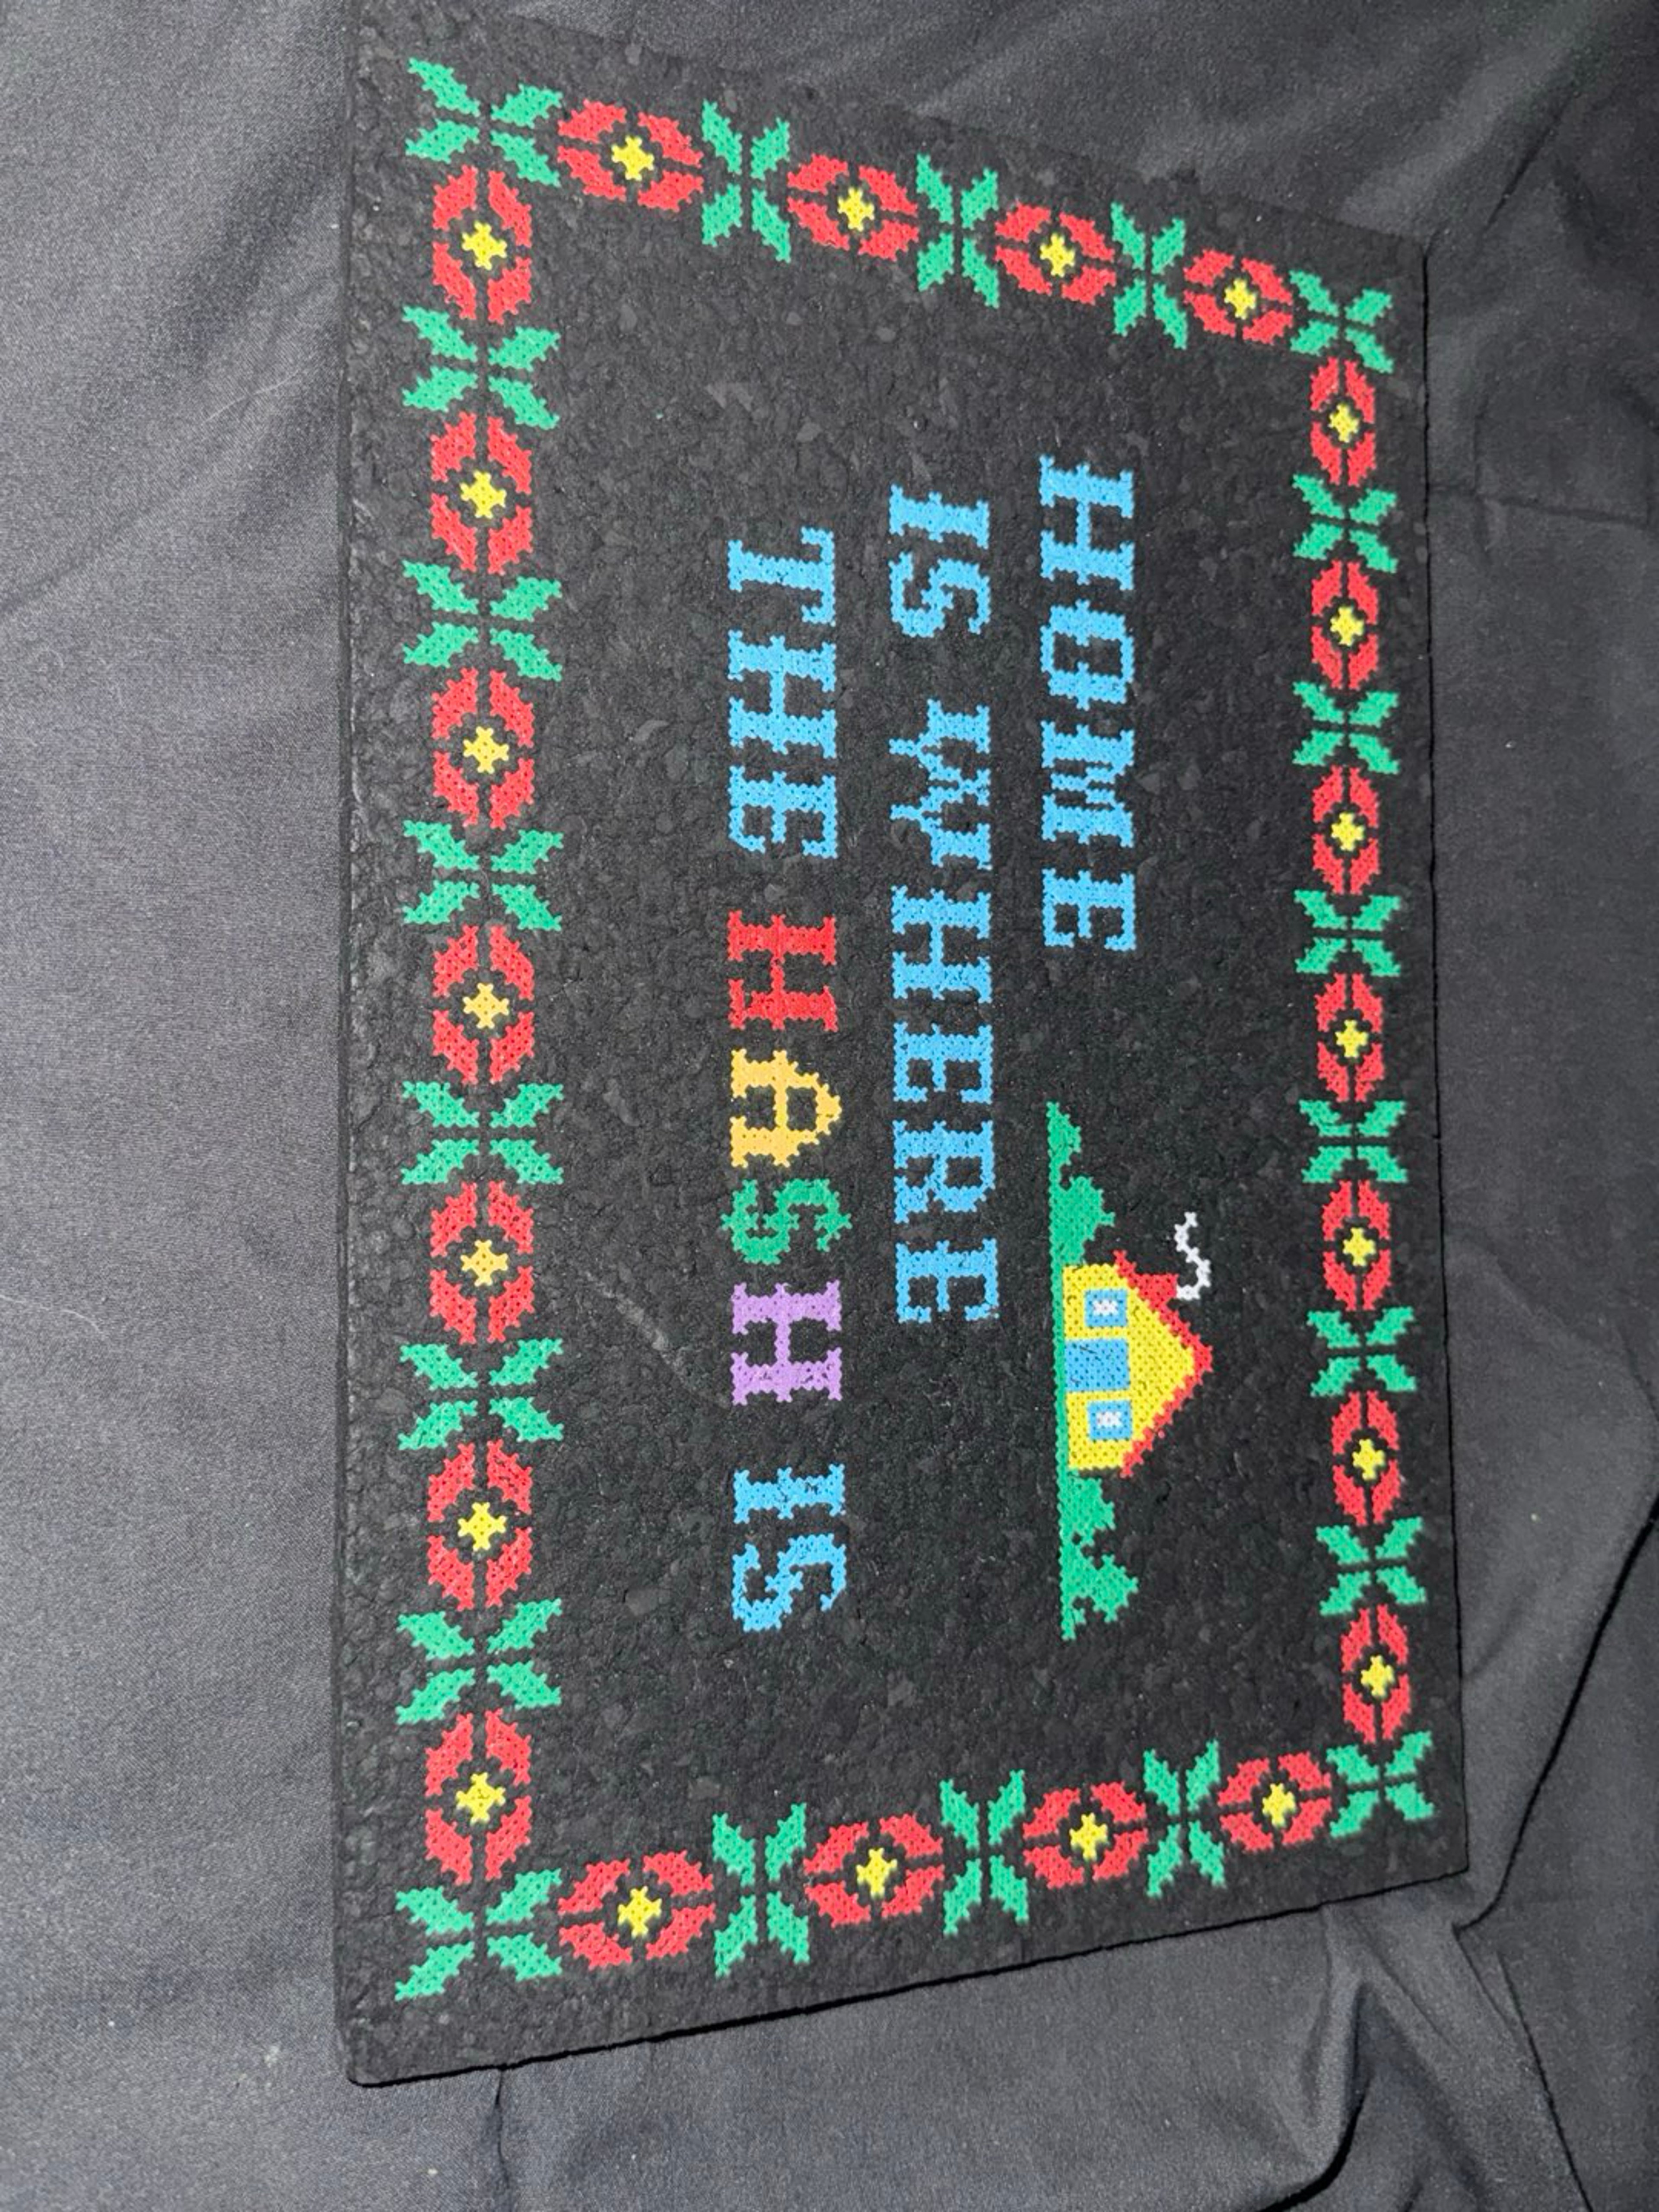 HOME
IS WHERE
THE HASH IS